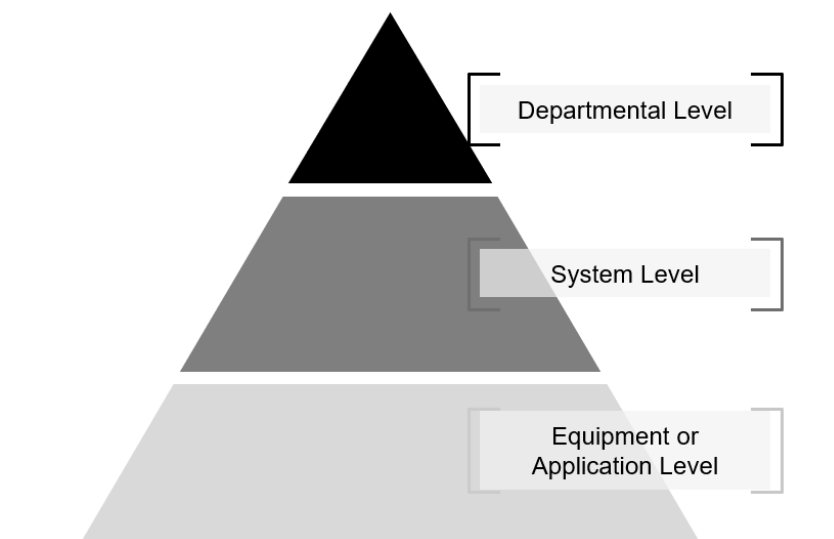 Departmental Level
System Level
Equipment or
Application Level